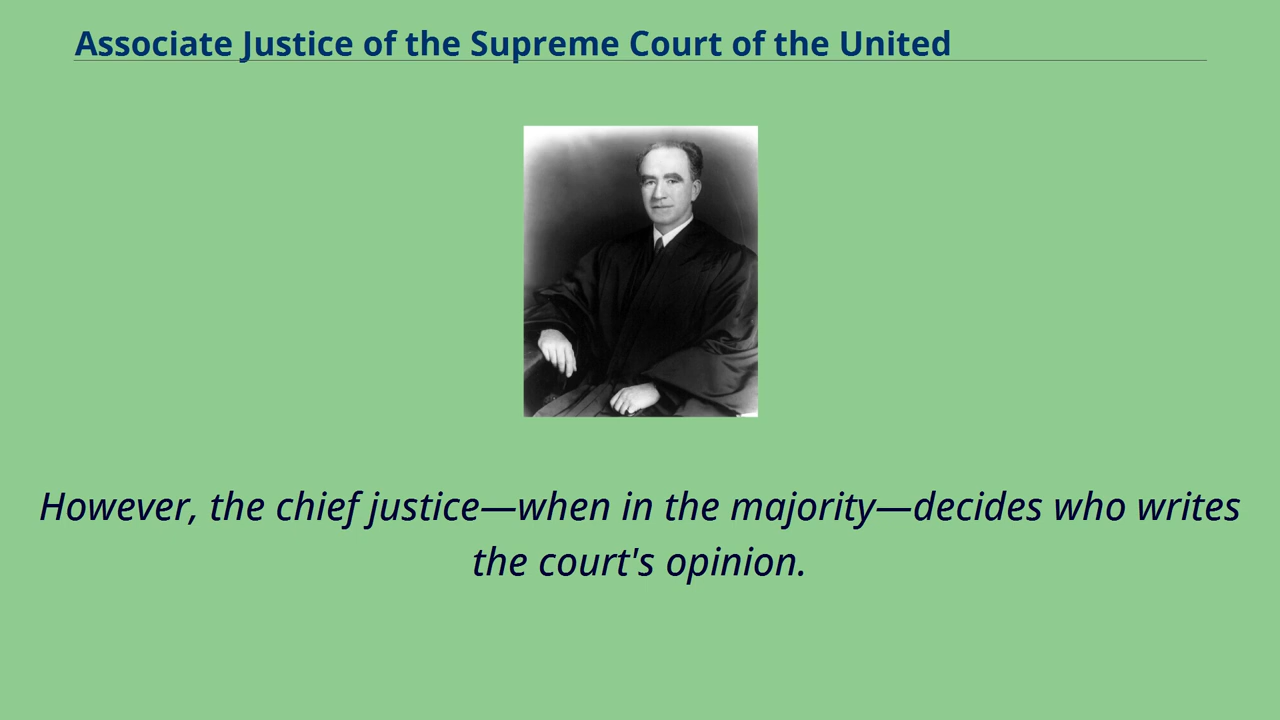 Associate Justice of the Supreme Court of the United
However, the chief justice—when in the majority—decides who writes
the court's opinion.